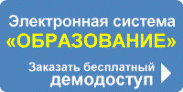 Электронная система
«ОБРАЗОВАНИЕ»
Заказать бесплатный
демодоступ